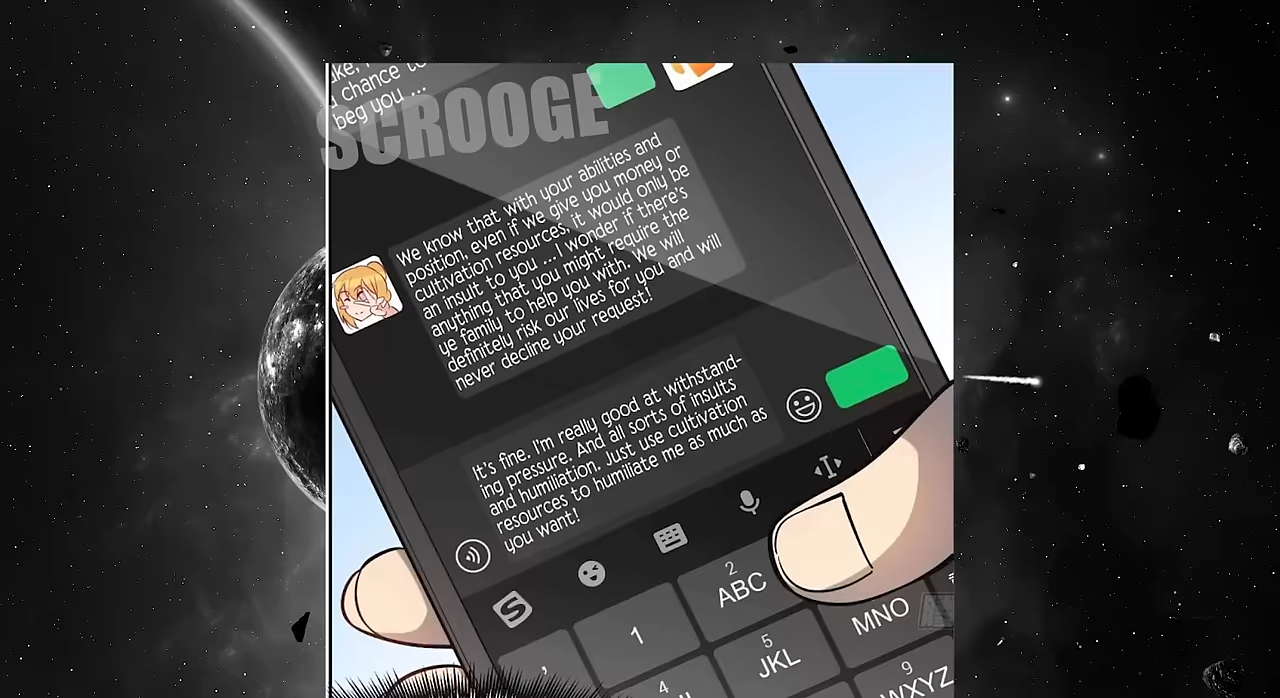 chance to
beg you ...
SCROOGE
We know that with your abilities and
position, even if we give you money or
cultivation resources, it would only be
an insult to you ... I wonder if there's
anything that you might require the
ye family to help you with. We will
definitely risk our lives for you and will
never decline your request!
It's fine. I'm really good at withstand-
ing pressure. And all sorts of insults
and humiliation. Just use cultivation
resources to humiliate me as much as
you want!
S
,
1
2
ABC
MNO
4
5
JKL
9
WXYZ